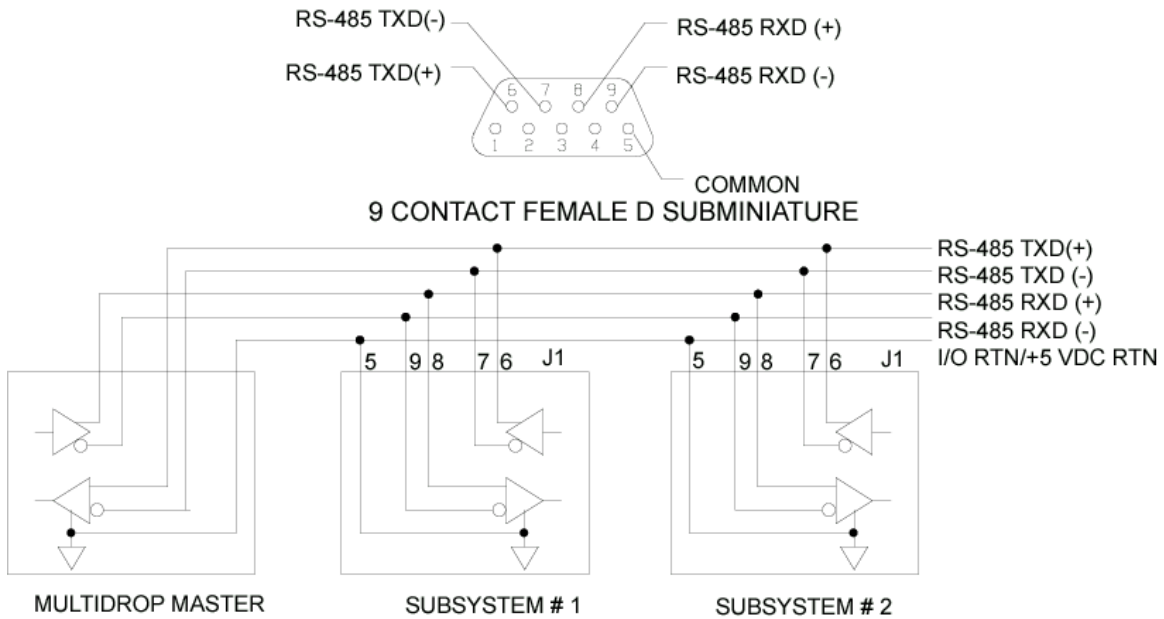 RS-485 TXD(-)
RS-485 RXD (+)
RS-485 TXD(+)
RS-485 RXD (-)
6 7 8 9
1 2 3 4 5
COMMON
9 CONTACT FEMALE D SUBMINIATURE
RS-485 TXD(+)
RS-485 TXD (-)
RS-485 RXD (+)
RS-485 RXD (-)
I/O RTN/+5 VDC RTN
5 9 8 7 6 J1
5 9 8 7 6 J1
MULTIDROP MASTER
SUBSYSTEM # 1
SUBSYSTEM # 2